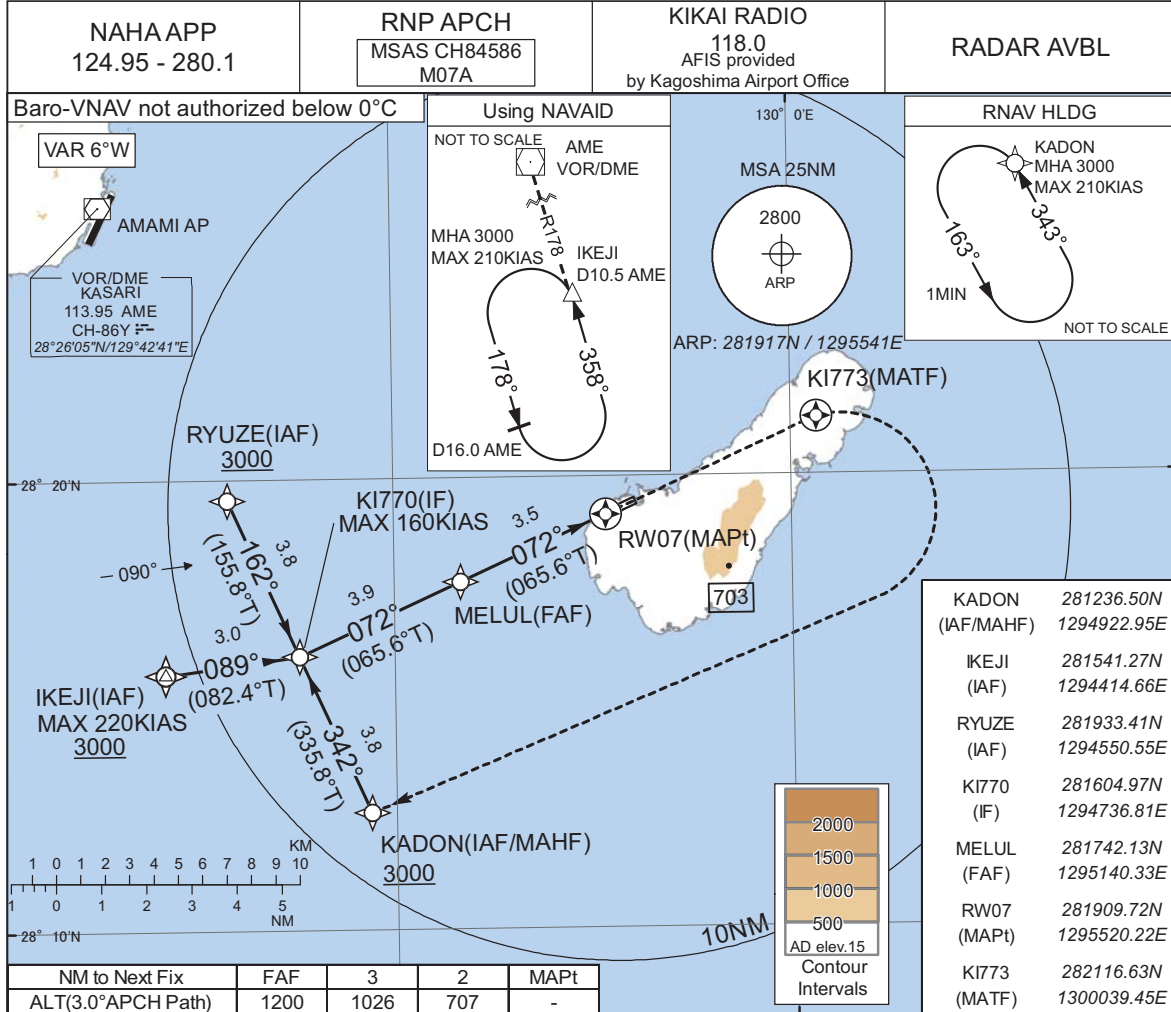 NAHA APP
124.95 - 280.1
RNP APCH
MSAS CH84586
M07A
KIKAI RADIO
118.0
AFIS provided
by Kagoshima Airport Office
RADAR AVBL
Baro-VNAV not authorized below 0°C
VAR 6°W
AMAMI AP
VOR/DME
KASARI
113.95 AME
CH-86Y
28°26'05"N/129°42'41"E
Using NAVAID
NOT TO SCALE
AME
VOR/DME
R178
MHA 3000
MAX 210KIAS
IKEJI
D10.5 AME
178°
358°
D16.0 AME
130° 0'E
MSA 25NM
2800
ARP
ARP: 281917N / 1295541E
RNAV HLDG
KADON
MHA 3000
MAX 210KIAS
343°
163°
1MIN
NOT TO SCALE
KI773(MATF)
RYUZE(IAF)
3000
28° 20'N
KI770(IF)
MAX 160KIAS
3.5
072°
(065.6°T)
RW07(MAPt)
703
3.8
162°
(155.8°T)
090°
3.9
072°
(065.6°T)
MELUL(FAF)
3.0
089°
(082.4°T)
IKEJI(IAF)
MAX 220KIAS
3000
3.8
342°
(335.8°T)
KADON(IAF/MAHF)
3000
KM
1 0 1 2 3 4 5 6 7 8 9 10
1 0 1 2 3 4 5
NM
28° 10'N
10NM
2000
1500
1000
500
AD elev.15
Contour
Intervals
KADON 281236.50N
(IAF/MAHF) 1294922.95E
IKEJI 281541.27N
(IAF) 1294414.66E
RYUZE 281933.41N
(IAF) 1294550.55E
KI770 281604.97N
(IF) 1294736.81E
MELUL 281742.13N
(FAF) 1295140.33E
RW07 281909.72N
(MAPt) 1295520.22E
KI773 282116.63N
(MATF) 1300039.45E
NM to Next Fix FAF 3 2 MAPt
ALT(3.0°APCH Path) 1200 1026 707 -